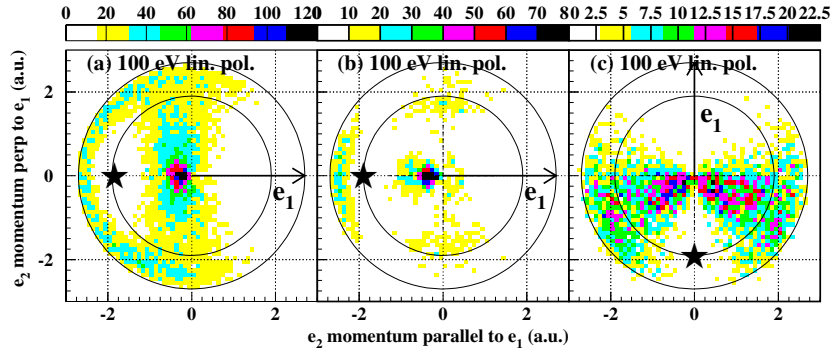 0 20 40 60 80 100 120 0 10 20 30 40 50 60 70 80 0 2.5 5 7.5 10 12.5 15 17.5 20 22.5
(a) 100 eV lin. pol. (b) 100 eV lin. pol. (c) 100 eV lin. pol.
2
e1
0
e1 e1
-2
-2 0 2 -2 0 2 -2 0 2
e2 momentum perp to e1 (a.u.)
e2 momentum parallel to e1 (a.u.)